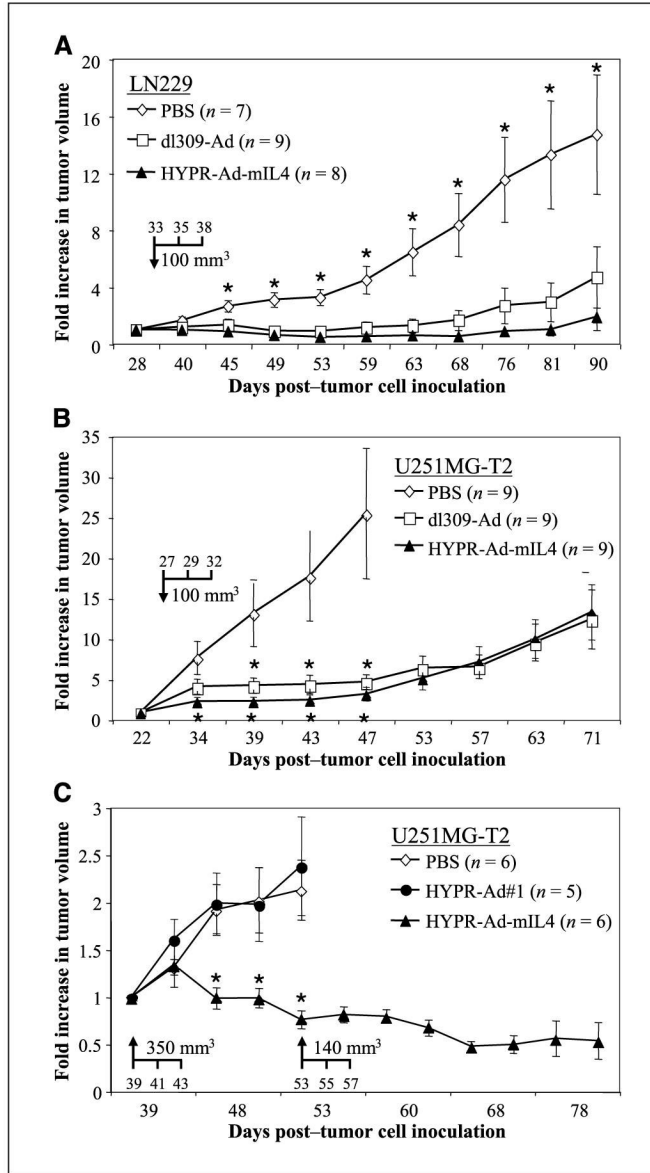 A
LN229
PBS (n = 7)
dl309-Ad (n = 9)
HYPR-Ad-mIL4 (n = 8)
33 35 38
100 mm³
Fold increase in tumor volume
20
16
12
8
4
0
* * * * * * * * *
28 40 45 49 53 59 63 68 76 81 90
Days post–tumor cell inoculation
B
U251MG-T2
PBS (n = 9)
dl309-Ad (n = 9)
HYPR-Ad-mIL4 (n = 9)
27 29 32
100 mm³
Fold increase in tumor volume
35
30
25
20
15
10
5
0
* * *
* * * *
22 34 39 43 47 53 57 63 71
Days post–tumor cell inoculation
C
U251MG-T2
PBS (n = 6)
HYPR-Ad#1 (n = 5)
HYPR-Ad-mIL4 (n = 6)
Fold increase in tumor volume
3
2.5
2
1.5
1
0.5
0
* * *
350 mm³
39 41 43
140 mm³
53 55 57
39 48 53 60 68 78
Days post–tumor cell inoculation